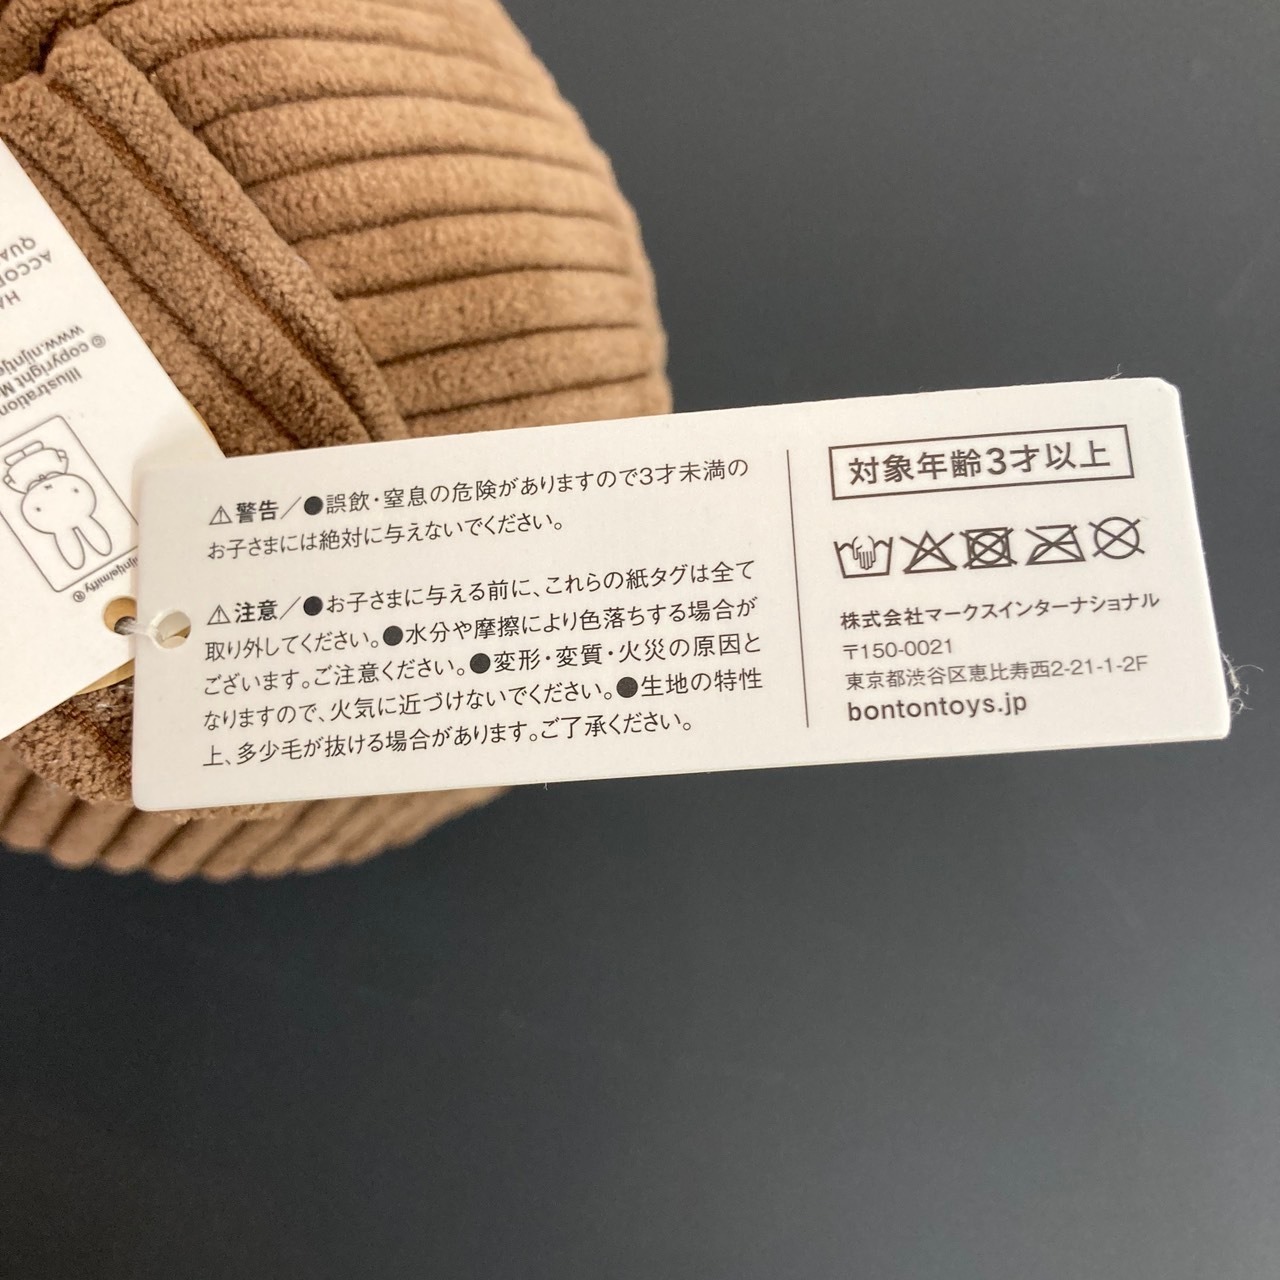 ⚠警告/●誤飲・窒息の危険がありますので3才未満の
お子さまには絶対に与えないでください。
⚠注意/●お子さまに与える前に、これらの紙タグは全て
取り外してください。●水分や摩擦により色落ちする場合が
ございます。ご注意ください。●変形・変質・火災の原因と
なりますので、火気に近づけないでください。●生地の特性
上、多少毛が抜ける場合があります。ご了承ください。
対象年齢3才以上
株式会社マークスインターナショナル
〒150-0021
東京都渋谷区恵比寿西2-21-1-2F
bontontoys.jp
Illustration
© copyright M
www.nijntje